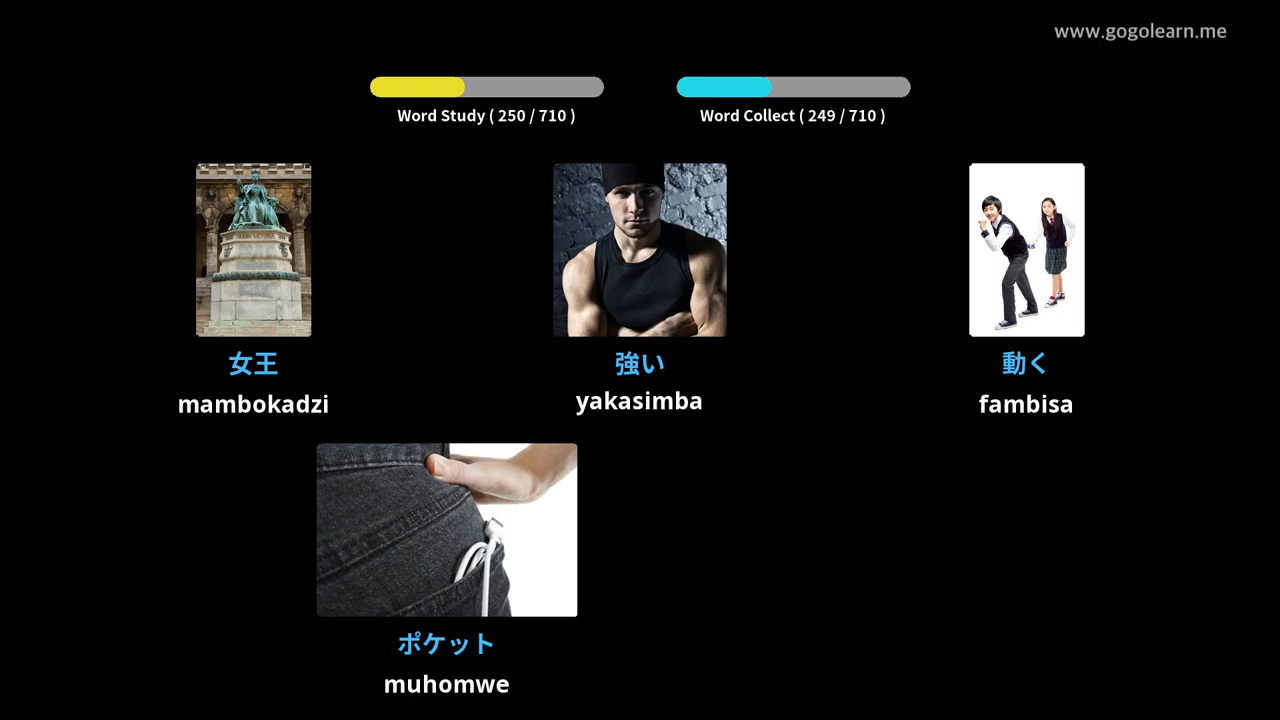 www.gogolearn.me
Word Study ( 250 / 710 )
Word Collect ( 249 / 710 )
女王
mambokadzi
強い
yakasimba
動く
fambisa
ポケット
muhomwe